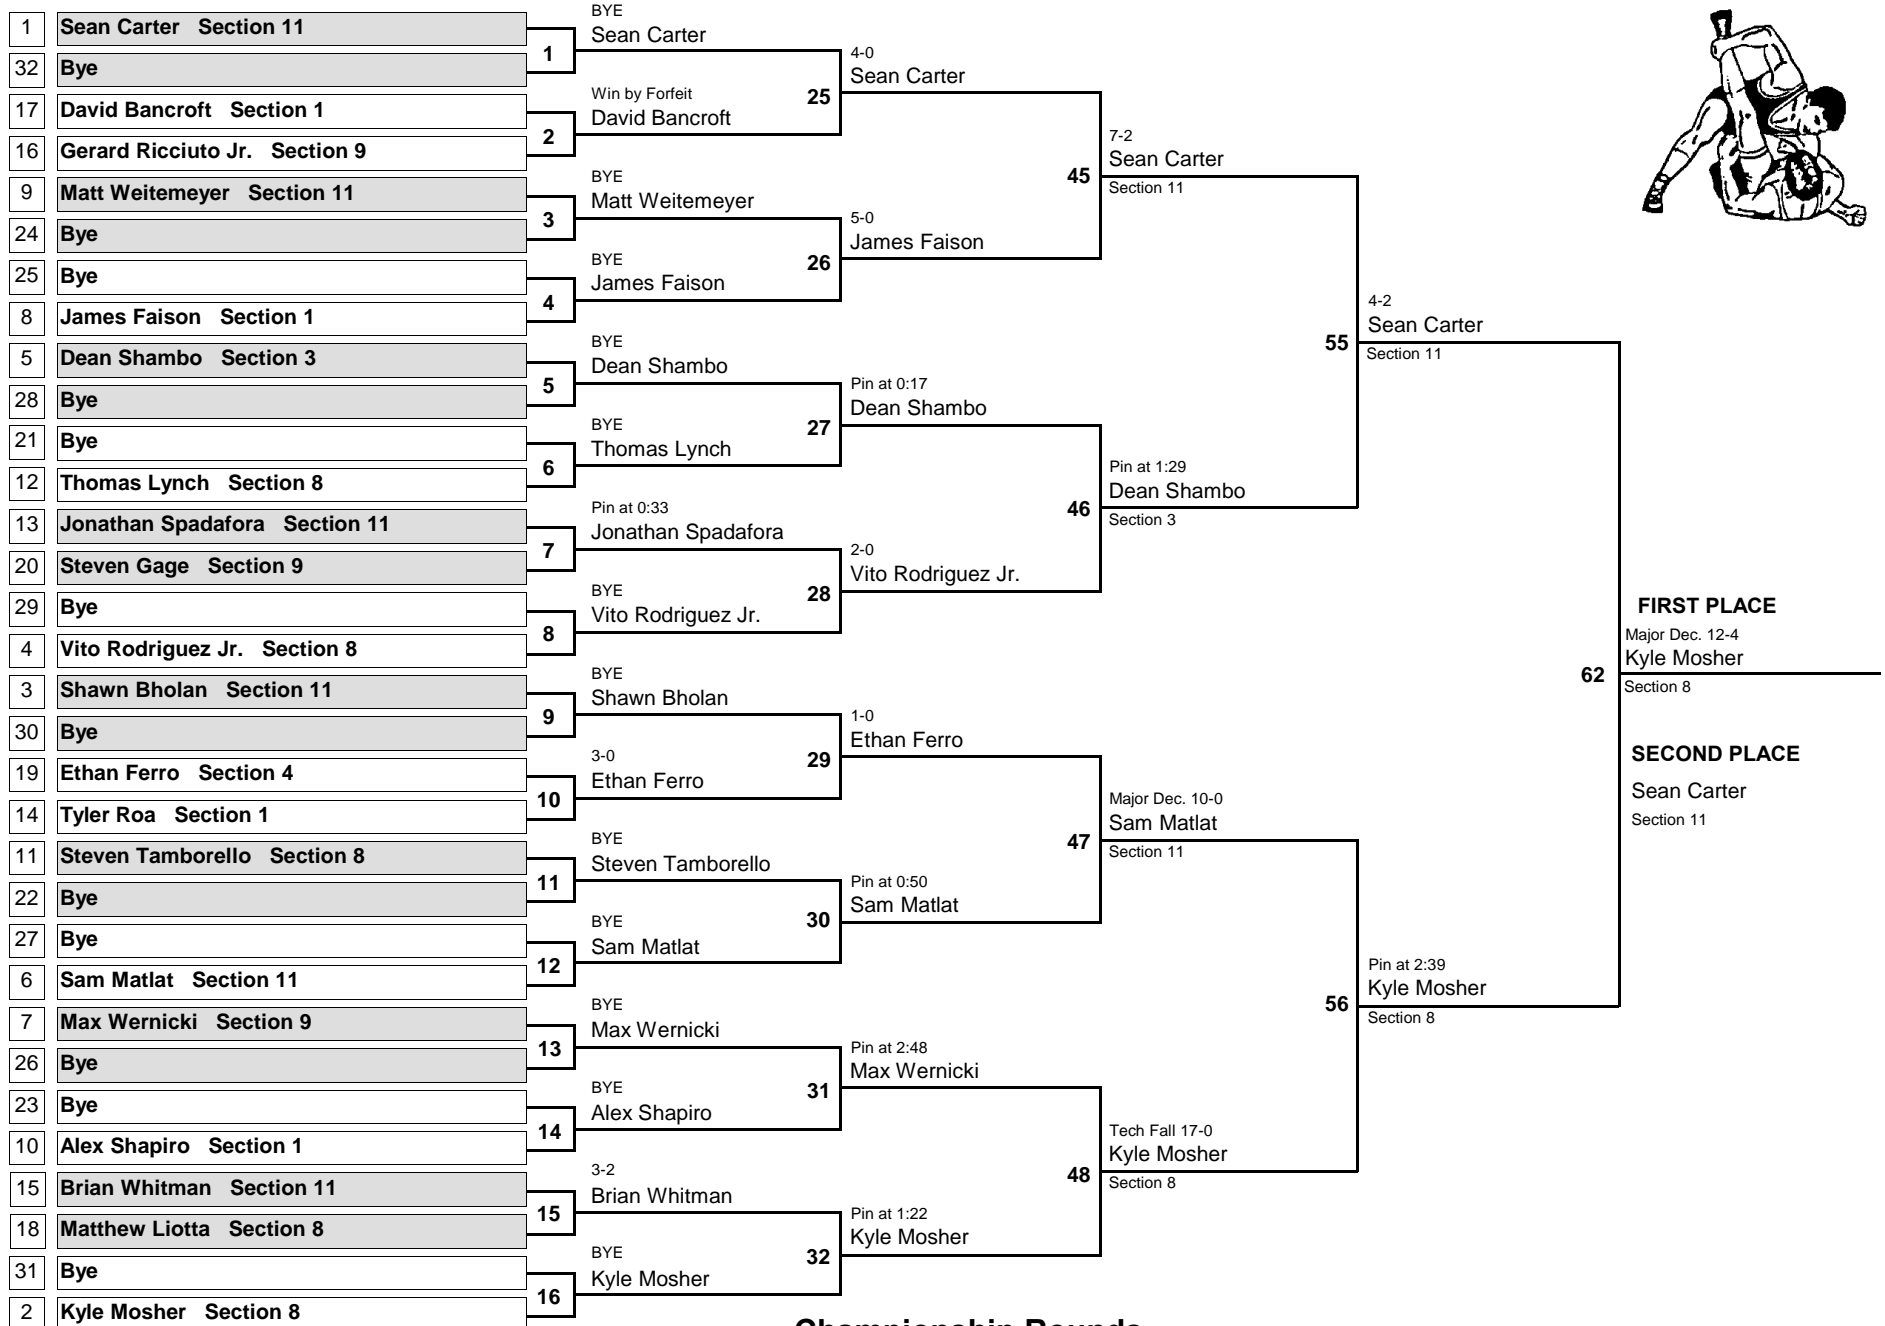 1 Sean Carter Section 11
32 Bye
17 David Bancroft Section 1
16 Gerard Ricciuto Jr. Section 9
9 Matt Weitemeyer Section 11
24 Bye
25 Bye
8 James Faison Section 1
5 Dean Shambo Section 3
28 Bye
21 Bye
12 Thomas Lynch Section 8
13 Jonathan Spadafora Section 11
20 Steven Gage Section 9
29 Bye
4 Vito Rodriguez Jr. Section 8
3 Shawn Bholan Section 11
30 Bye
19 Ethan Ferro Section 4
14 Tyler Roa Section 1
11 Steven Tamborello Section 8
22 Bye
27 Bye
6 Sam Matlat Section 11
7 Max Wernicki Section 9
26 Bye
23 Bye
10 Alex Shapiro Section 1
15 Brian Whitman Section 11
18 Matthew Liotta Section 8
31 Bye
2 Kyle Mosher Section 8
1
2
3
4
5
6
7
8
9
10
11
12
13
14
15
16
BYE
Sean Carter
Win by Forfeit
David Bancroft
BYE
Matt Weitemeyer
BYE
James Faison
BYE
Dean Shambo
BYE
Thomas Lynch
Pin at 0:33
Jonathan Spadafora
BYE
Vito Rodriguez Jr.
BYE
Shawn Bholan
3-0
Ethan Ferro
BYE
Steven Tamborello
BYE
Sam Matlat
BYE
Max Wernicki
BYE
Alex Shapiro
3-2
Brian Whitman
BYE
Kyle Mosher
25
26
27
28
29
30
31
32
4-0
Sean Carter
5-0
James Faison
Pin at 0:17
Dean Shambo
2-0
Vito Rodriguez Jr.
1-0
Ethan Ferro
Pin at 0:50
Sam Matlat
Pin at 2:48
Max Wernicki
Pin at 1:22
Kyle Mosher
45
46
47
48
7-2
Sean Carter
Section 11
Pin at 1:29
Dean Shambo
Section 3
Major Dec. 10-0
Sam Matlat
Section 11
Tech Fall 17-0
Kyle Mosher
Section 8
55
56
4-2
Sean Carter
Section 11
Pin at 2:39
Kyle Mosher
Section 8
62
FIRST PLACE
Major Dec. 12-4
Kyle Mosher
Section 8
SECOND PLACE
Sean Carter
Section 11
Championship Rounds